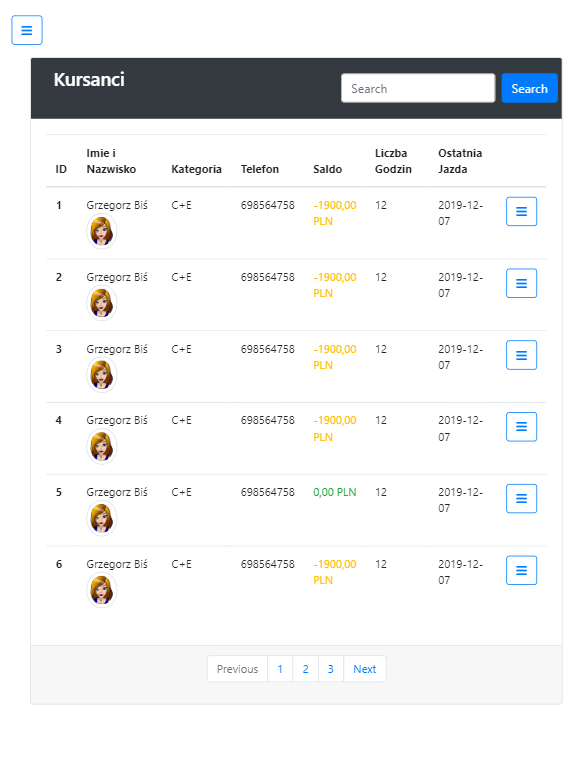 Kursanci
Search Search
ID Imie i Nazwisko Kategoria Telefon Saldo Liczba Godzin Ostatnia Jazda
1 Grzegorz Biś C+E 698564758 -1900,00 PLN 12 2019-12-07
2 Grzegorz Biś C+E 698564758 -1900,00 PLN 12 2019-12-07
3 Grzegorz Biś C+E 698564758 -1900,00 PLN 12 2019-12-07
4 Grzegorz Biś C+E 698564758 -1900,00 PLN 12 2019-12-07
5 Grzegorz Biś C+E 698564758 0,00 PLN 12 2019-12-07
6 Grzegorz Biś C+E 698564758 -1900,00 PLN 12 2019-12-07
Previous 1 2 3 Next